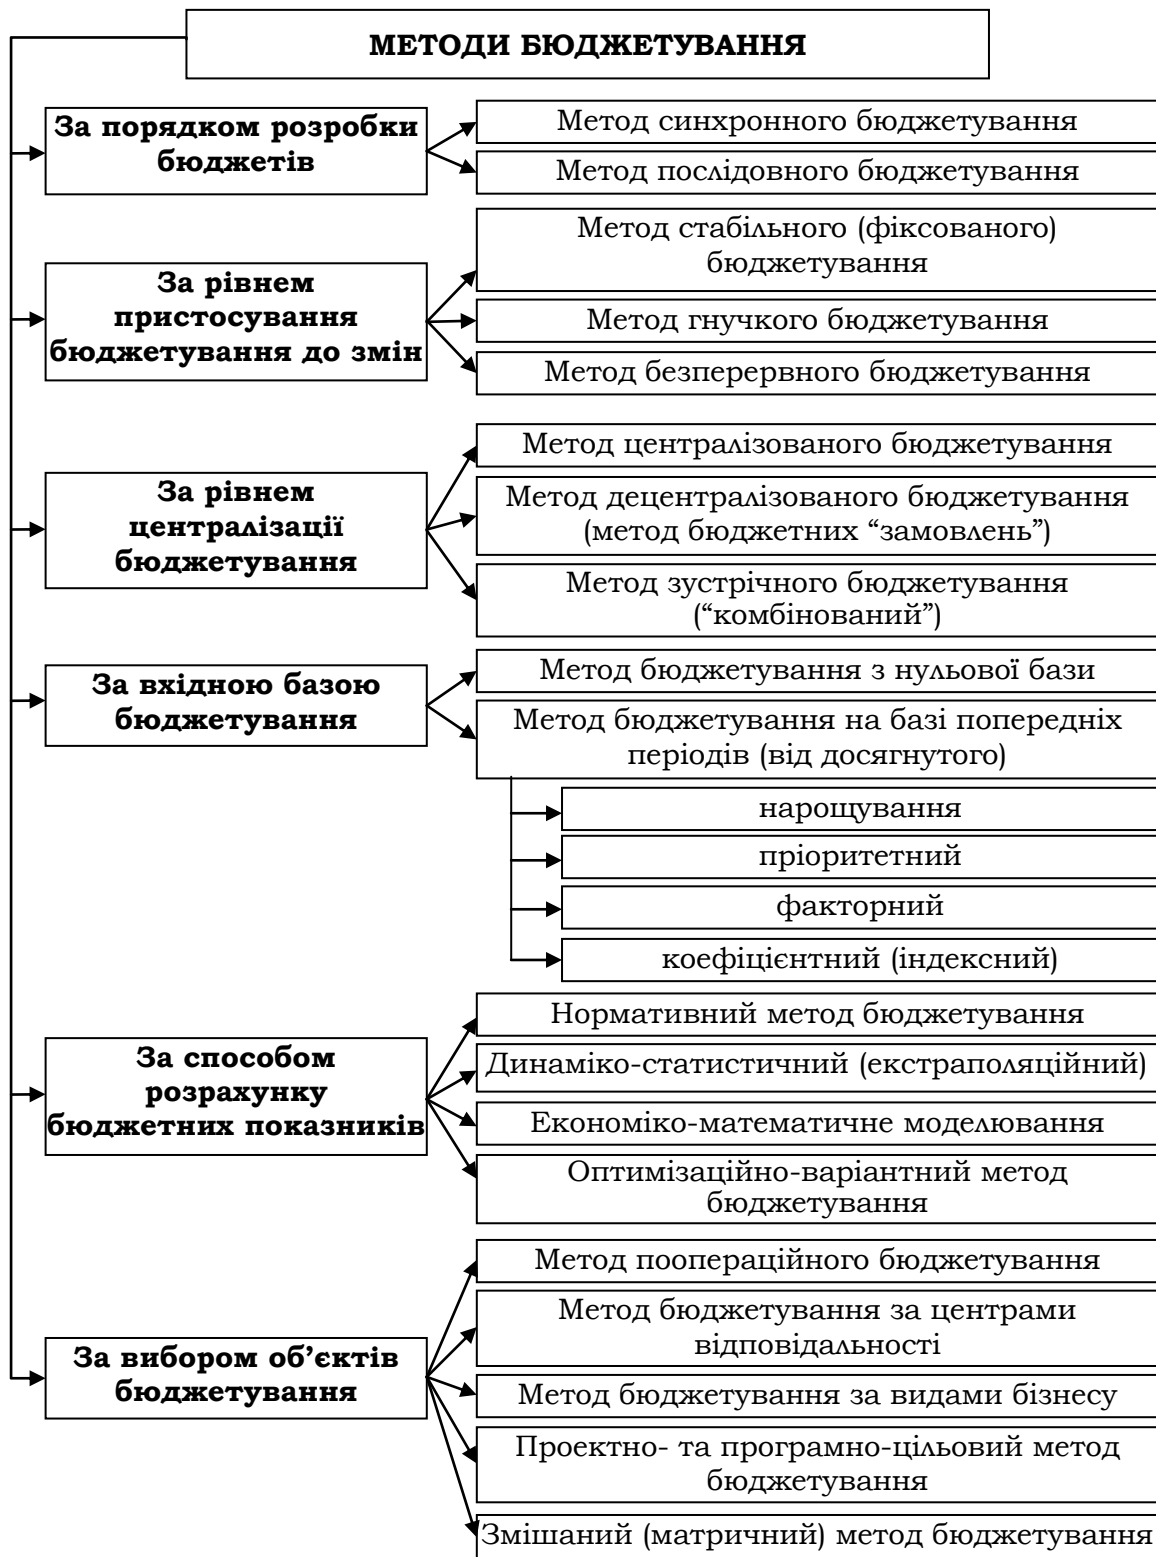 МЕТОДИ БЮДЖЕТУВАННЯ
За порядком розробки
бюджетів
Метод синхронного бюджетування
Метод послідовного бюджетування
За рівнем
пристосування
бюджетування до змін
Метод стабільного (фіксованого)
бюджетування
Метод гнучкого бюджетування
Метод безперервного бюджетування
За рівнем
централізації
бюджетування
Метод централізованого бюджетування
Метод децентралізованого бюджетування
(метод бюджетних “замовлень”)
Метод зустрічного бюджетування
(“комбінований”)
За вхідною базою
бюджетування
Метод бюджетування з нульової бази
Метод бюджетування на базі попередніх
періодів (від досягнутого)
нарощування
пріоритетний
факторний
коефіцієнтний (індексний)
За способом
розрахунку
бюджетних показників
Нормативний метод бюджетування
Динаміко-статистичний (екстраполяційний)
Економіко-математичне моделювання
Оптимізаційно-варіантний метод
бюджетування
За вибором об’єктів
бюджетування
Метод поопераційного бюджетування
Метод бюджетування за центрами
відповідальності
Метод бюджетування за видами бізнесу
Проектно- та програмно-цільовий метод
бюджетування
Змішаний (матричний) метод бюджетування